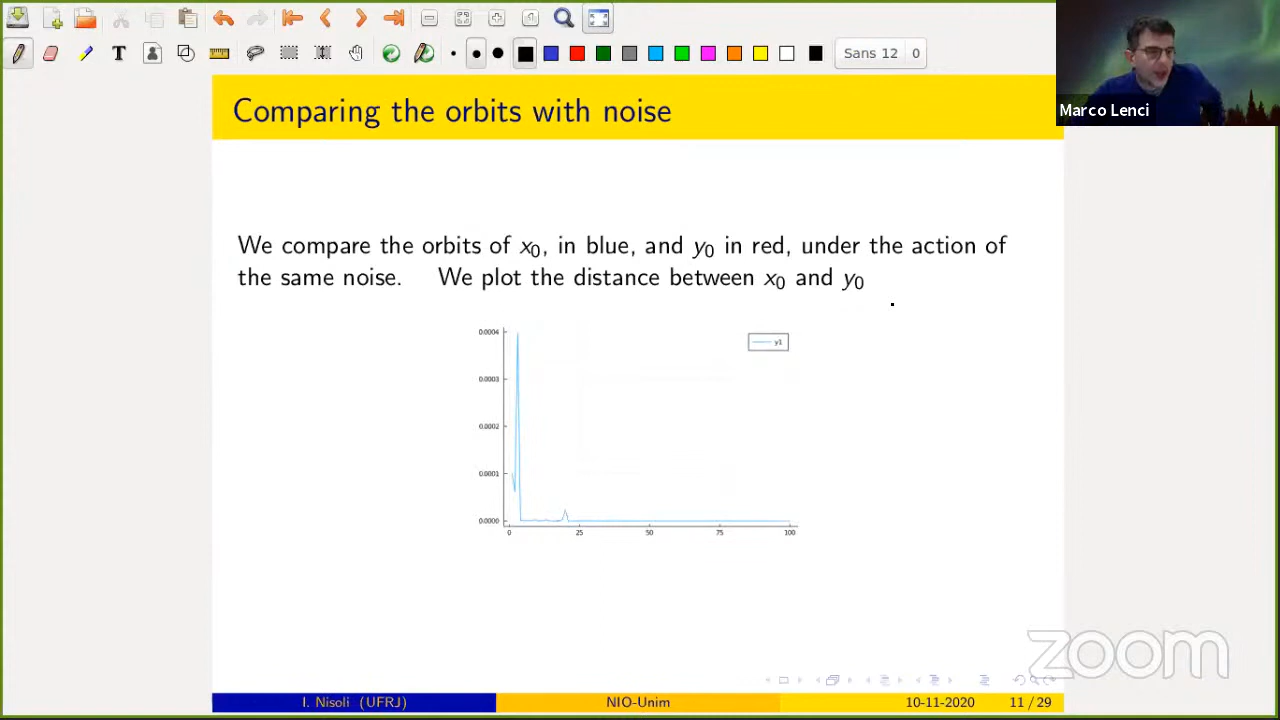 Sans 12 0
Marco Lenci
Comparing the orbits with noise
We compare the orbits of x₀, in blue, and y₀ in red, under the action of
the same noise. We plot the distance between x₀ and y₀
0.0004
0.0003
0.0002
0.0001
0.0000
0 25 50 75 100
y1
zoom
I. Nisoli (UFRJ) NIO-Unim 10-11-2020 11 / 29